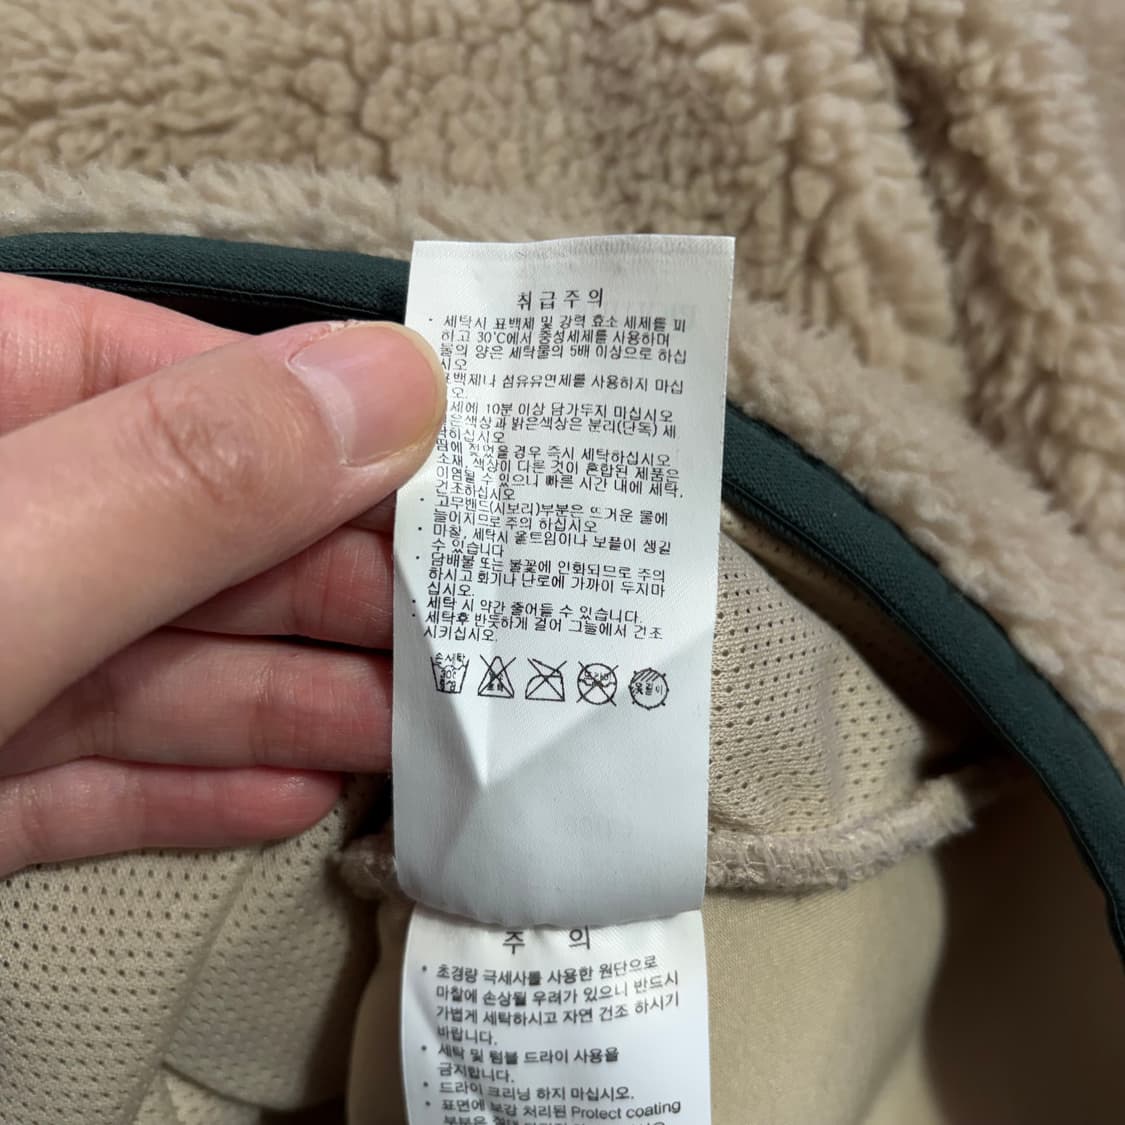 취급주의
· 세탁시 표백제 및 강력 효소 세제를 피
하고 30℃에서 중성세제를 사용하며
물의 양은 세탁물의 5배 이상으로 하십
시오
표백제나 섬유유연제를 사용하지 마십
오.
세에 10분 이상 담가두지 마십시오
은색상과 밝은색상은 분리(단독) 세
하십시오
땀에 젖었을 경우 즉시 세탁하십시오
소재, 색상이 다른 것이 혼합된 제품은
이염될 수 있으니 빠른 시간 내에 세탁,
건조하십시오
· 고무밴드(시보리)부분은 뜨거운 물에
늘어지므로 주의 하십시오
· 마찰, 세탁시 올트임이나 보플이 생길
수 있습니다
· 담배불 또는 불꽃에 인화되므로 주의
하시고 화기나 난로에 가까이 두지마
십시오.
· 세탁 시 약간 줄어들 수 있습니다.
· 세탁후 반듯하게 걸어 그늘에서 건조
시키십시오.
손세탁
30℃
중성
옷걸이
주 의
· 초경량 극세사를 사용한 원단으로
마찰에 손상될 우려가 있으니 반드시
가볍게 세탁하시고 자연 건조 하시기
바랍니다.
· 세탁 및 텀블 드라이 사용을
금지합니다.
· 드라이 크리닝 하지 마십시오.
· 표면에 보강 처리된 Protect coating
부분은